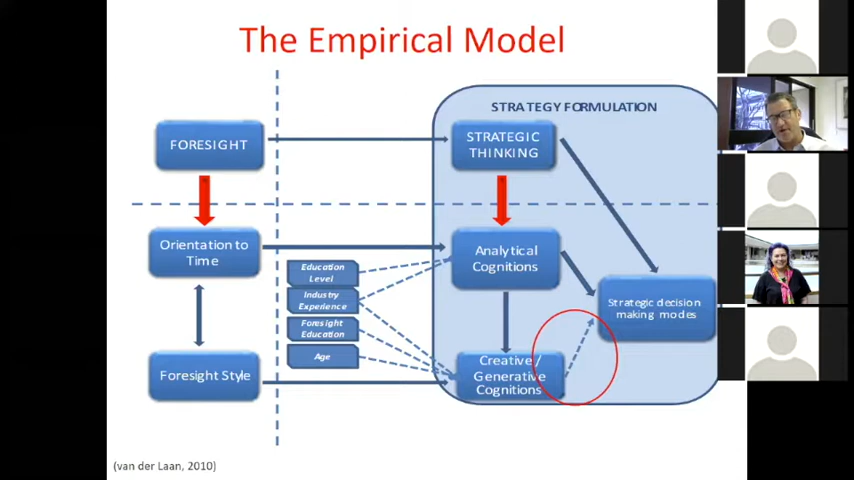 The Empirical Model
STRATEGY FORMULATION
FORESIGHT
STRATEGIC
THINKING
Orientation to
Time
Analytical
Cognitions
Education
Level
Industry
Experience
Foresight
Education
Age
Strategic decision
making modes
Foresight Style
Creative/
Generative
Cognitions
(van der Laan, 2010)